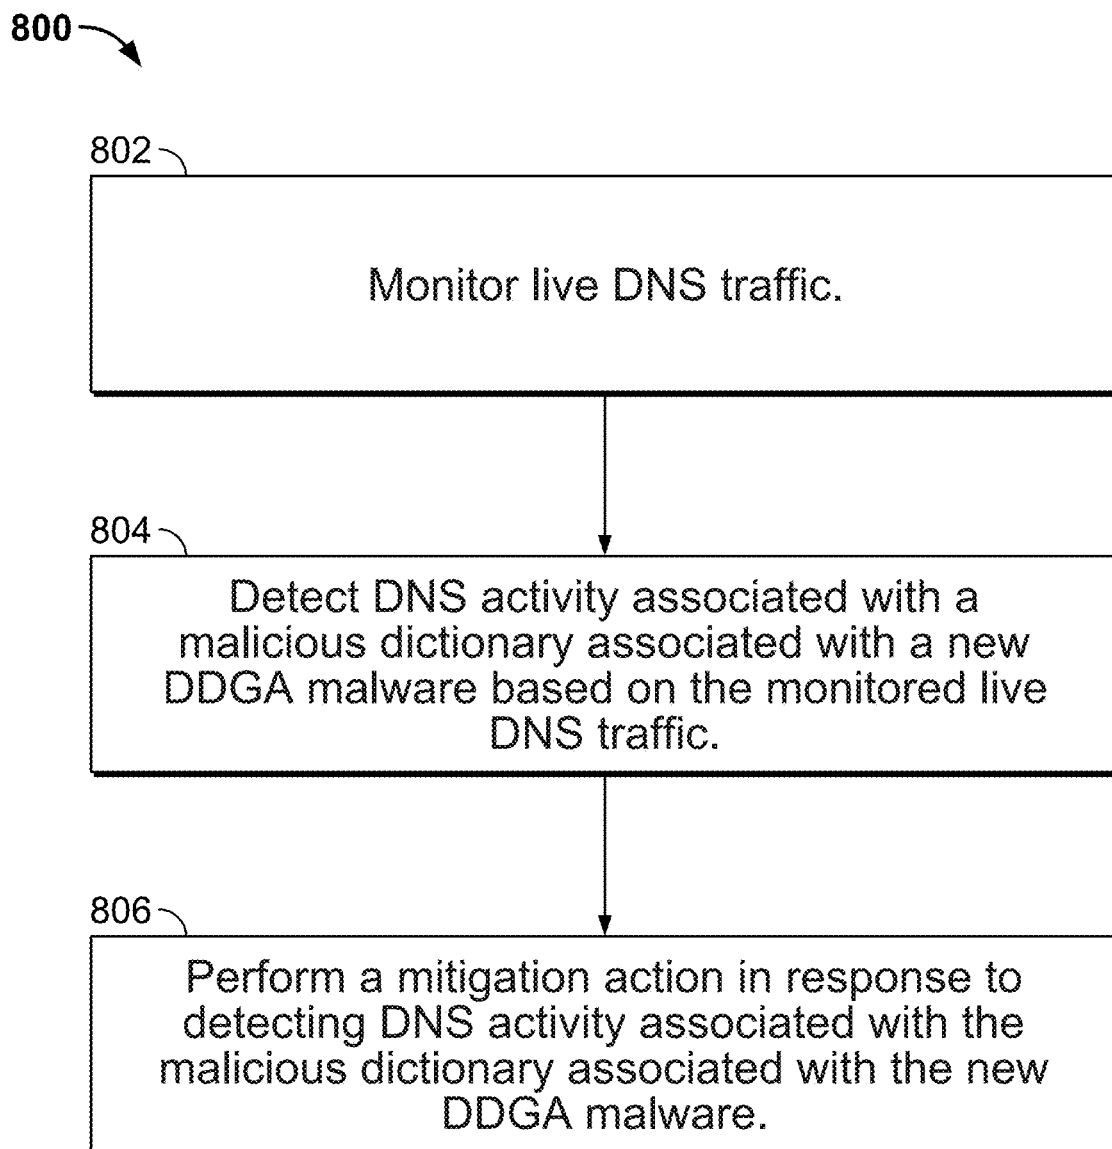 800
802
Monitor live DNS traffic.
804
Detect DNS activity associated with a
malicious dictionary associated with a new
DDGA malware based on the monitored live
DNS traffic.
806
Perform a mitigation action in response to
detecting DNS activity associated with the
malicious dictionary associated with the new
DDGA malware.